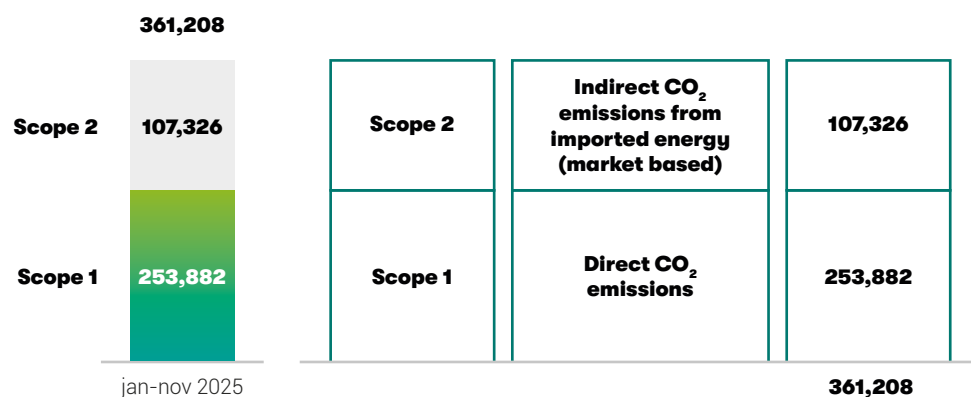 361,208
Scope 2
107,326
Scope 1
253,882
jan-nov 2025
Scope 2
Indirect CO₂
emissions from
imported energy
(market based)
107,326
Scope 1
Direct CO₂
emissions
253,882
361,208